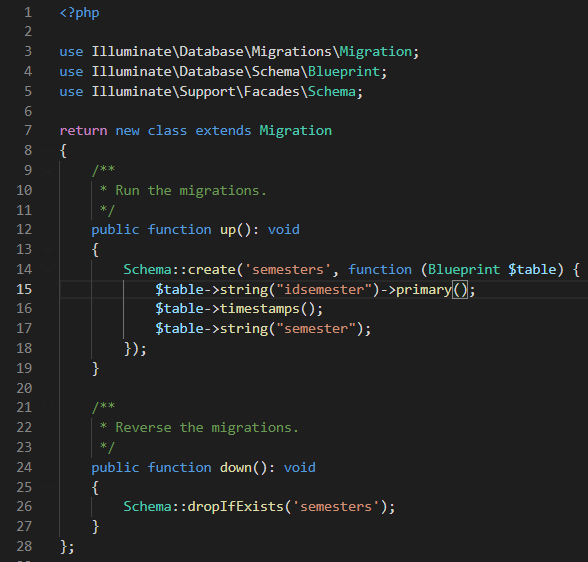 1 <?php
2
3 use Illuminate\Database\Migrations\Migration;
4 use Illuminate\Database\Schema\Blueprint;
5 use Illuminate\Support\Facades\Schema;
6
7 return new class extends Migration
8 {
9     /**
10      * Run the migrations.
11      */
12     public function up(): void
13     {
14         Schema::create('semesters', function (Blueprint $table) {
15             $table->string("idsemester")->primary();
16             $table->timestamps();
17             $table->string("semester");
18         });
19     }
20
21     /**
22      * Reverse the migrations.
23      */
24     public function down(): void
25     {
26         Schema::dropIfExists('semesters');
27     }
28 };